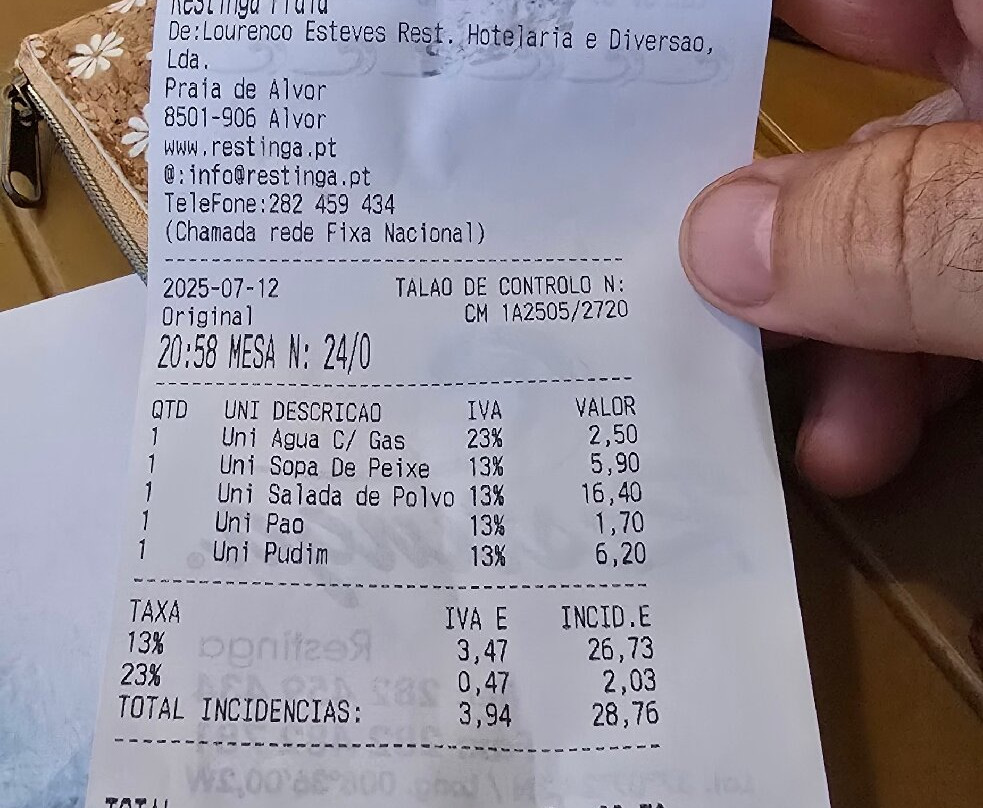 Restinga Praia
De:Lourenco Esteves Rest. Hotelaria e Diversao,
Lda.
Praia de Alvor
8501-906 Alvor
www.restinga.pt
@:info@restinga.pt
TeleFone:282 459 434
(Chamada rede Fixa Nacional)
2025-07-12 TALAO DE CONTROLO N:
Original CM 1A2505/2720
20:58 MESA N: 24/0
QTD UNI DESCRICAO IVA VALOR
1 Uni Agua C/ Gas 23% 2,50
1 Uni Sopa De Peixe 13% 5,90
1 Uni Salada de Polvo 13% 16,40
1 Uni Pao 13% 1,70
1 Uni Pudim 13% 6,20
TAXA IVA E INCID.E
13% 3,47 26,73
23% 0,47 2,03
TOTAL INCIDENCIAS: 3,94 28,76
Restinga
TOTAL